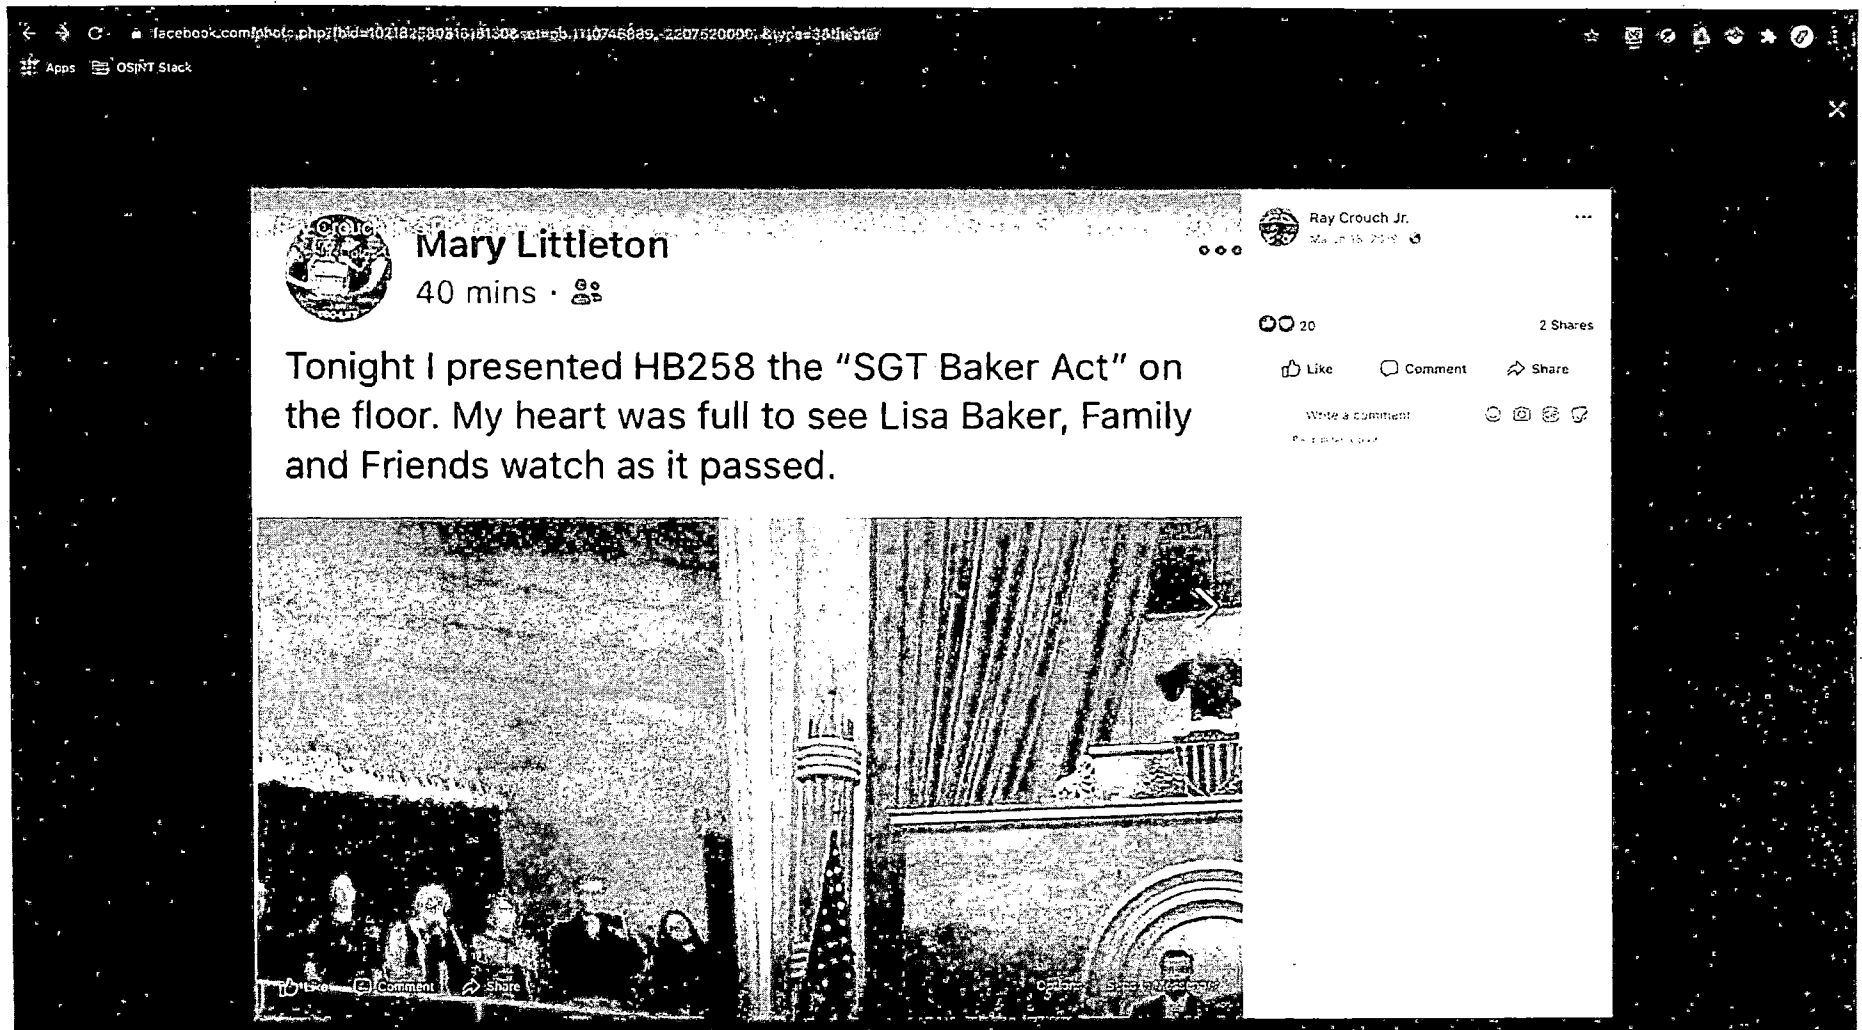 Apps OSINT Stack
Crouc
Mary Littleton
40 mins ·
Tonight I presented HB258 the “SGT Baker Act” on
the floor. My heart was full to see Lisa Baker, Family
and Friends watch as it passed.
Like Comment Share
Ray Crouch Jr.
20 2 Shares
Like Comment Share
Write a comment